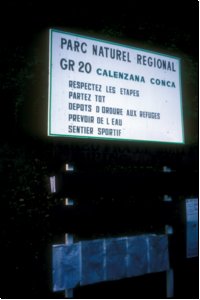 PARC NATUREL REGIONAL
GR 20 CALENZANA CONCA
RESPECTEZ LES ETAPES
PARTEZ TOT
DEPOTS D ORDURE AUX REFUGES
PREVOIR DE L EAU
SENTIER SPORTIF